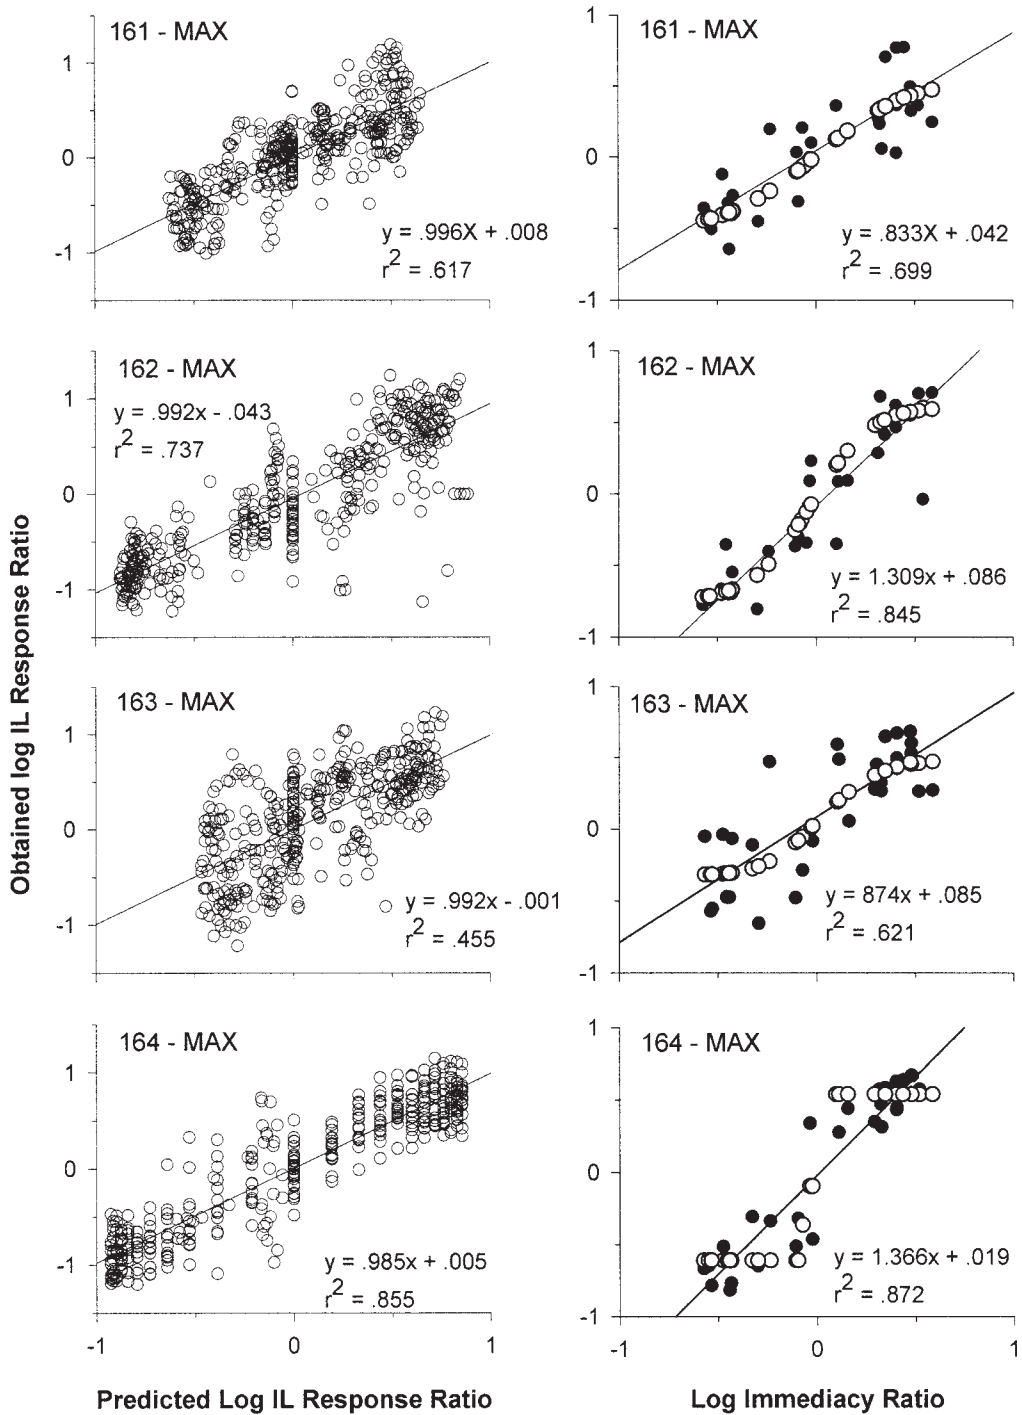 Obtained log IL Response Ratio
161 - MAX
1
0
-1
y = .996X + .008
r2 = .617
161 - MAX
1
0
-1
y = .833X + .042
r2 = .699
162 - MAX
y = .992x - .043
r2 = .737
1
0
-1
162 - MAX
1
0
-1
y = 1.309x + .086
r2 = .845
163 - MAX
1
0
-1
y = .992x - .001
r2 = .455
163 - MAX
1
0
-1
y = 874x + .085
r2 = .621
164 - MAX
1
0
-1
y = .985x + .005
r2 = .855
-1 0 1
Predicted Log IL Response Ratio
164 - MAX
1
0
-1
y = 1.366x + .019
r2 = .872
-1 0 1
Log Immediacy Ratio